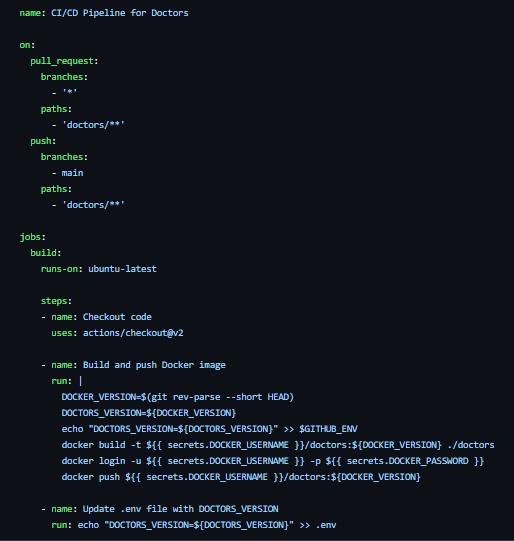 name: CI/CD Pipeline for Doctors
on:
pull_request:
branches:
- '*'
paths:
- 'doctors/**'
push:
branches:
- main
paths:
- 'doctors/**'
jobs:
build:
runs-on: ubuntu-latest
steps:
- name: Checkout code
uses: actions/checkout@v2
- name: Build and push Docker image
run: |
DOCKER_VERSION=$(git rev-parse --short HEAD)
DOCTORS_VERSION=${DOCKER_VERSION}
echo "DOCTORS_VERSION=${DOCTORS_VERSION}" >> $GITHUB_ENV
docker build -t ${{ secrets.DOCKER_USERNAME }}/doctors:${DOCKER_VERSION} ./doctors
docker login -u ${{ secrets.DOCKER_USERNAME }} -p ${{ secrets.DOCKER_PASSWORD }}
docker push ${{ secrets.DOCKER_USERNAME }}/doctors:${DOCKER_VERSION}
- name: Update .env file with DOCTORS_VERSION
run: echo "DOCTORS_VERSION=${DOCTORS_VERSION}" >> .env